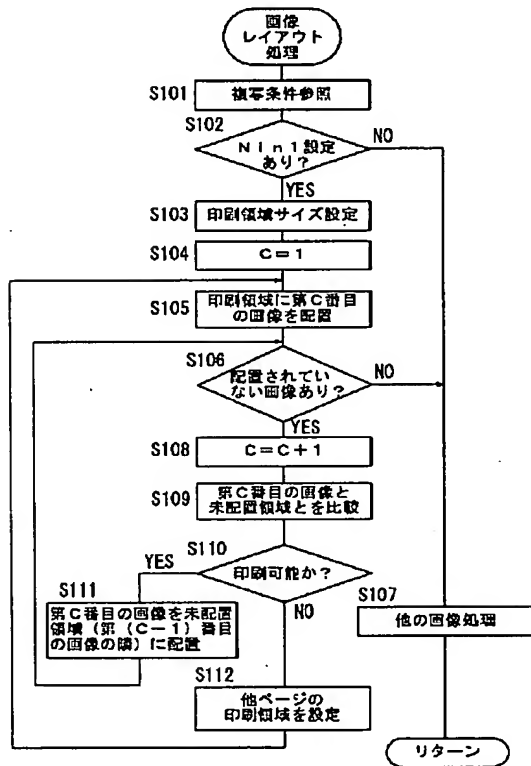 画像
レイアウト
処理
S101
複写条件参照
S102
Nin1設定
あり?
NO
YES
S103
印刷領域サイズ設定
S104
C=1
S105
印刷領域に第C番目
の画像を配置
S106
配置されてい
ない画像あり?
NO
YES
S108
C=C+1
S109
第C番目の画像と
未配置領域とを比較
S110
印刷可能か?
YES
NO
S111
第C番目の画像を未配置
領域(第(C-1)番目
の画像の隣)に配置
S107
他の画像処理
S112
他ページの
印刷領域を設定
リターン